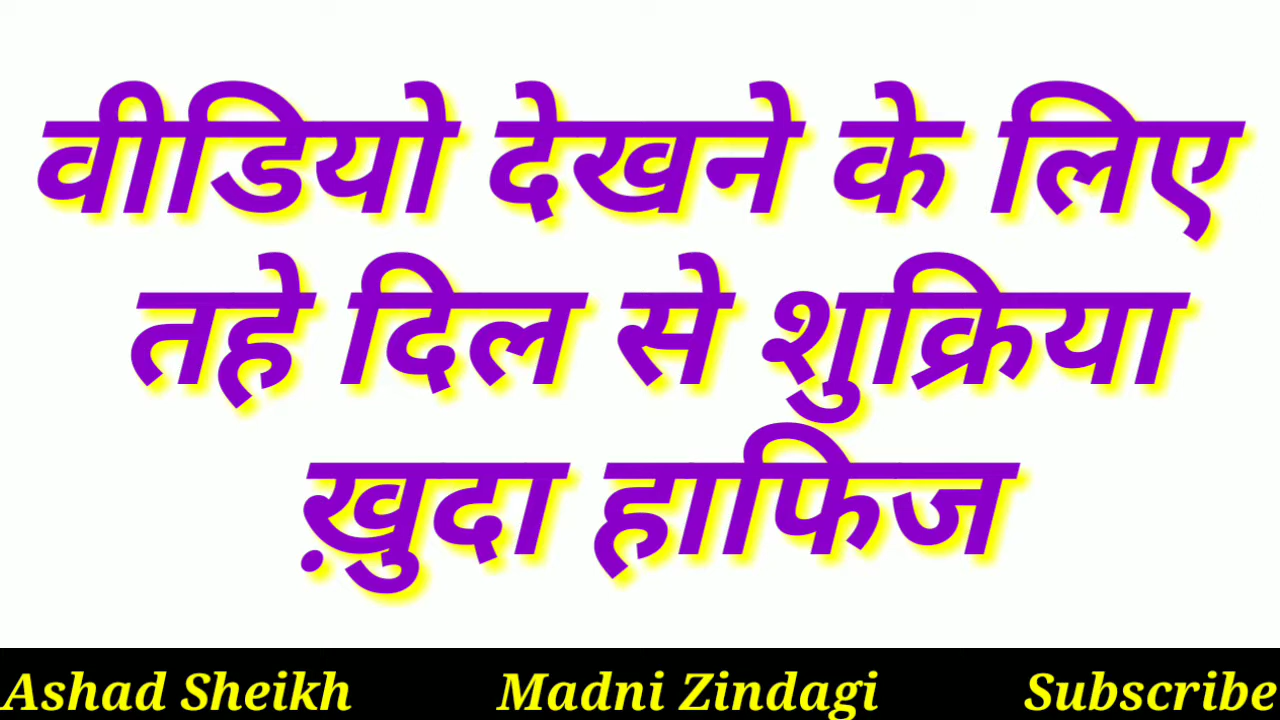 वीडियो देखने के लिए
तहे दिल से शुक्रिया
ख़ुदा हाफिज
Ashad Sheikh Madni Zindagi Subscribe